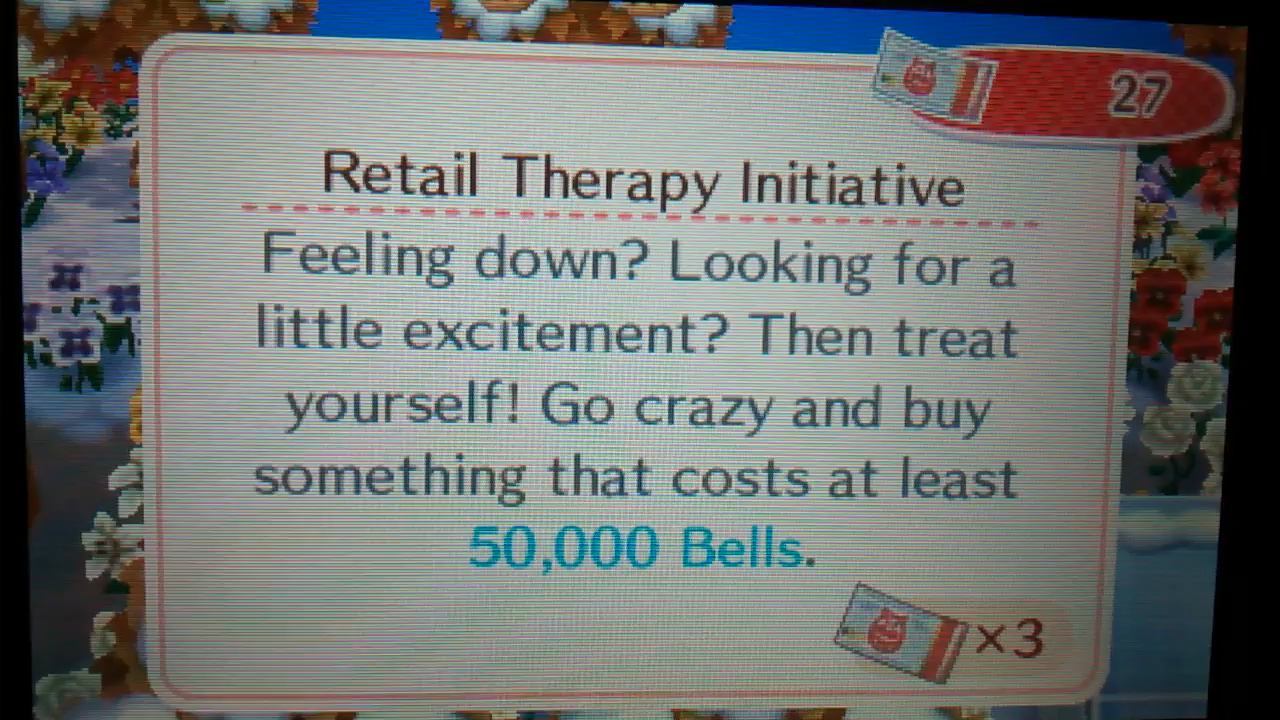 27
Retail Therapy Initiative
Feeling down? Looking for a
little excitement? Then treat
yourself! Go crazy and buy
something that costs at least
50,000 Bells.
×3